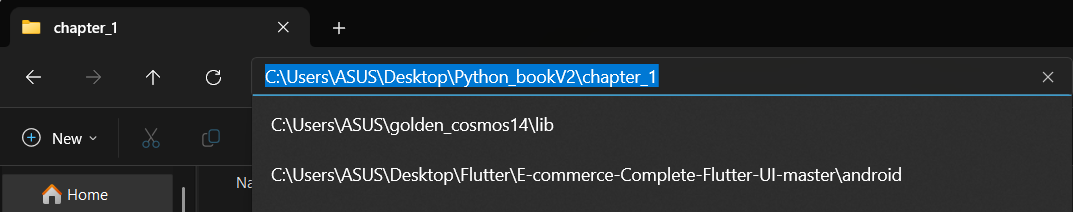 chapter_1
C:\Users\ASUS\Desktop\Python_bookV2\chapter_1
C:\Users\ASUS\golden_cosmos14\lib
New
C:\Users\ASUS\Desktop\Flutter\E-commerce-Complete-Flutter-UI-master\android
Home